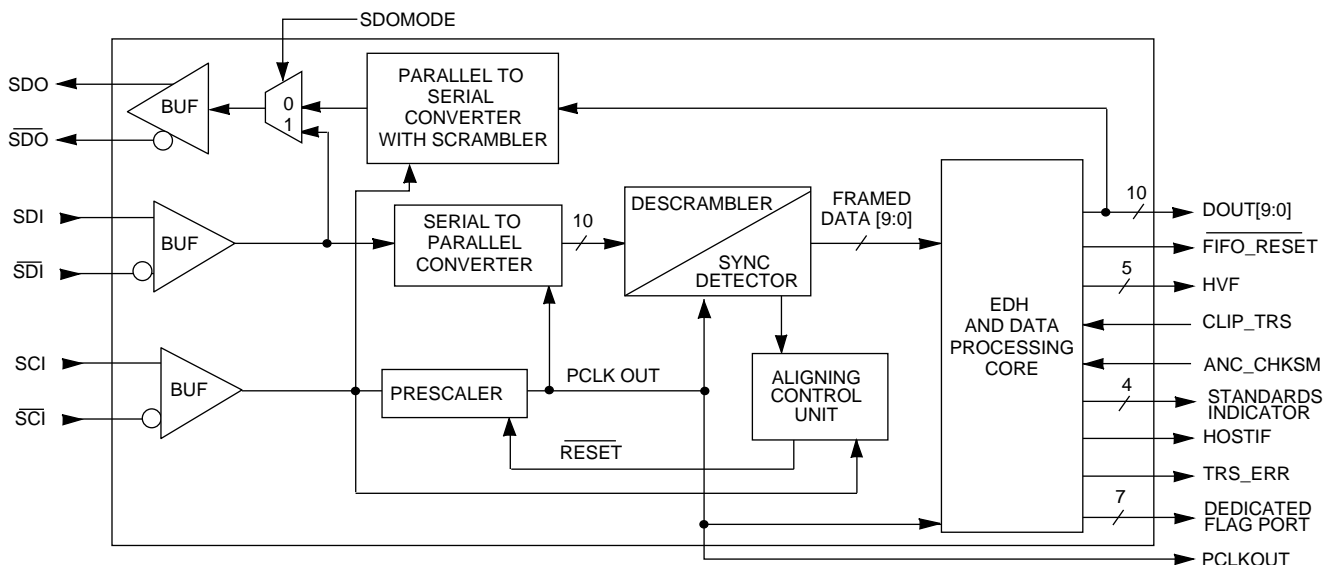 SDOMODE
SDO
BUF
0
1
PARALLEL TO
SERIAL
CONVERTER
WITH SCRAMBLER
SDO
SDI
BUF
SDI
SERIAL TO
PARALLEL
CONVERTER
10
DESCRAMBLER
SYNC
DETECTOR
FRAMED
DATA [9:0]
EDH
AND DATA
PROCESSING
CORE
10
DOUT[9:0]
FIFO_RESET
5
HVF
CLIP_TRS
ANC_CHKSM
4
STANDARDS
INDICATOR
HOSTIF
TRS_ERR
7
DEDICATED
FLAG PORT
PCLKOUT
SCI
BUF
SCI
PRESCALER
PCLK OUT
RESET
ALIGNING
CONTROL
UNIT